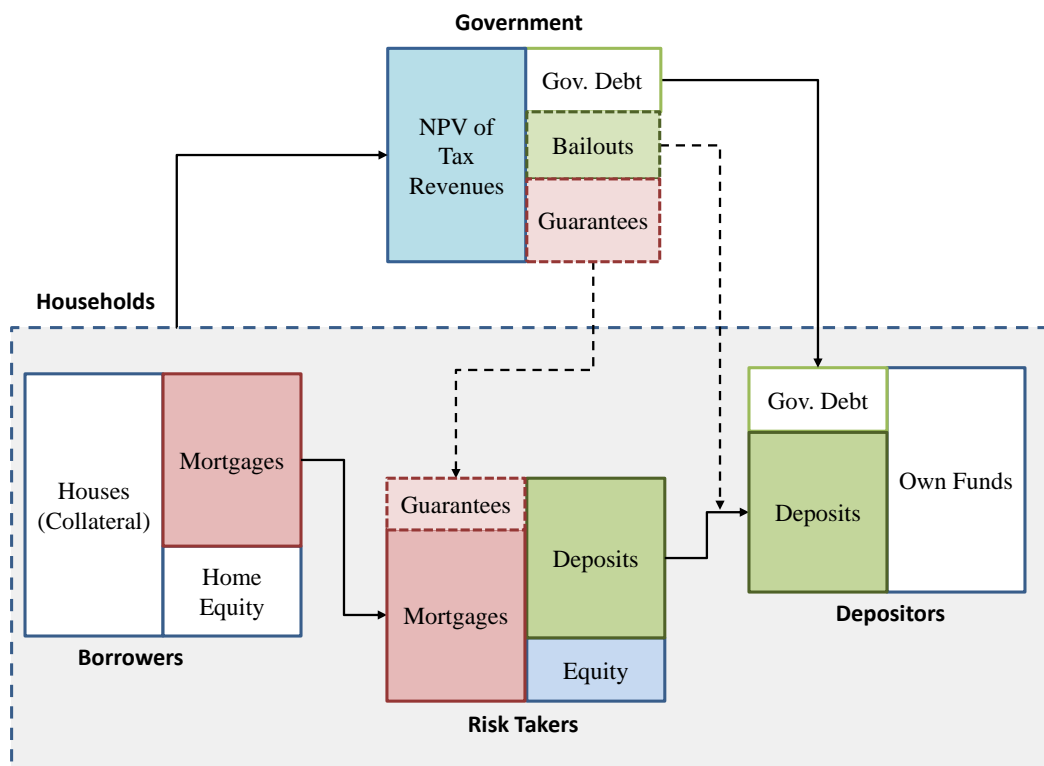 Government
Gov. Debt
NPV of
Tax
Revenues
Bailouts
Guarantees
Households
Houses
(Collateral)
Mortgages
Home
Equity
Borrowers
Guarantees
Mortgages
Deposits
Equity
Risk Takers
Gov. Debt
Deposits
Own Funds
Depositors